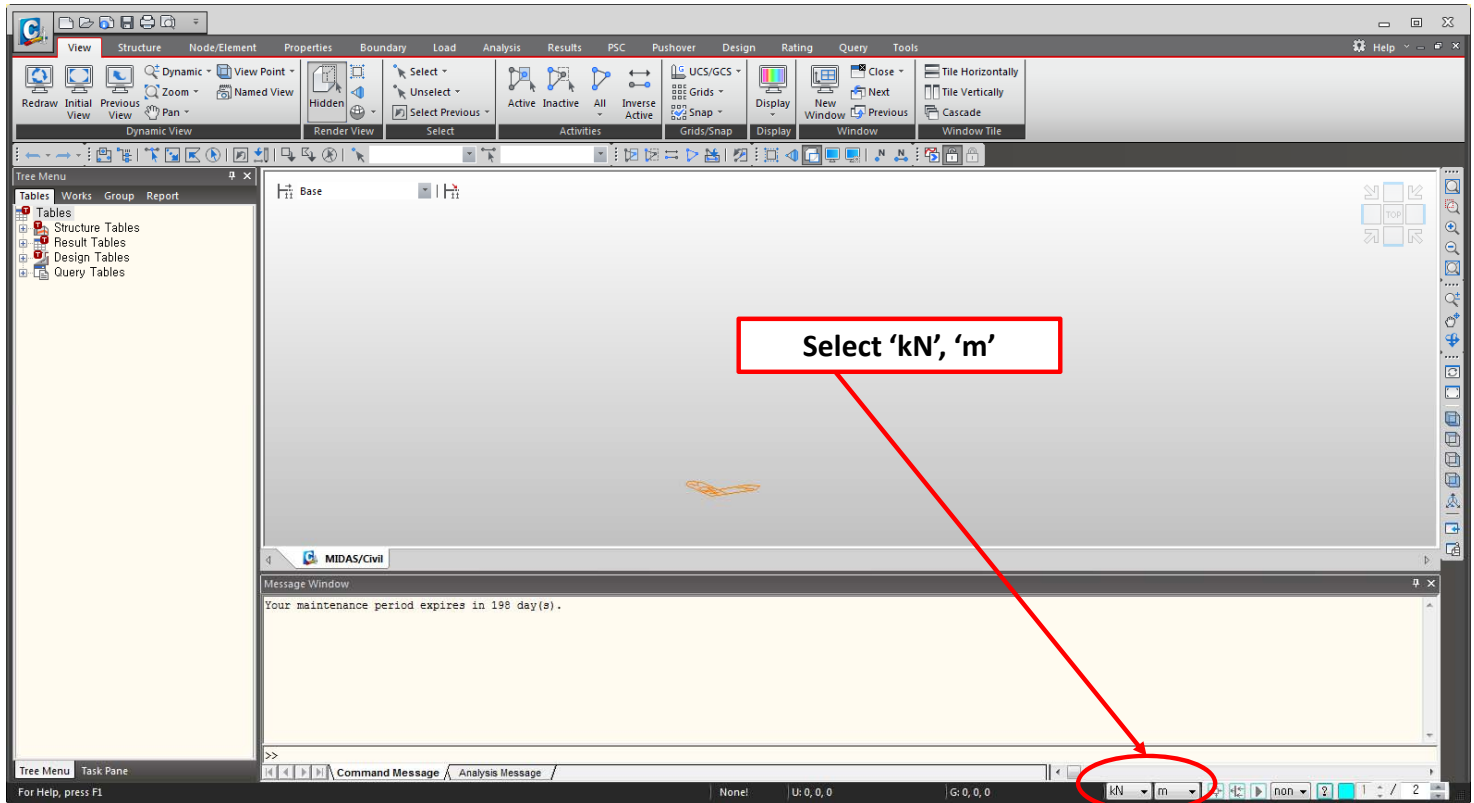 View Structure Node/Element Properties Boundary Load Analysis Results PSC Pushover Design Rating Query Tools Help
Redraw Initial View Previous View Dynamic View Point
Zoom Named View
Pan
Hidden
Select
Unselect
Select Previous
Active Inactive All Inverse Active
UCS/GCS
Grids
Snap
Display
New Window Close
Next
Previous
Tile Horizontally
Tile Vertically
Cascade
Dynamic View Render View Select Activities Grids/Snap Display Window Window Tile
Tree Menu
Tables Works Group Report
Tables
Structure Tables
Result Tables
Design Tables
Query Tables
Base
TOP
Select ‘kN’, ‘m’
MIDAS/Civil
Message Window
Your maintenance period expires in 198 day(s).
>>
Tree Menu Task Pane
Command Message Analysis Message
For Help, press F1 None! U: 0, 0, 0 G: 0, 0, 0 kN m non ? 1 / 2